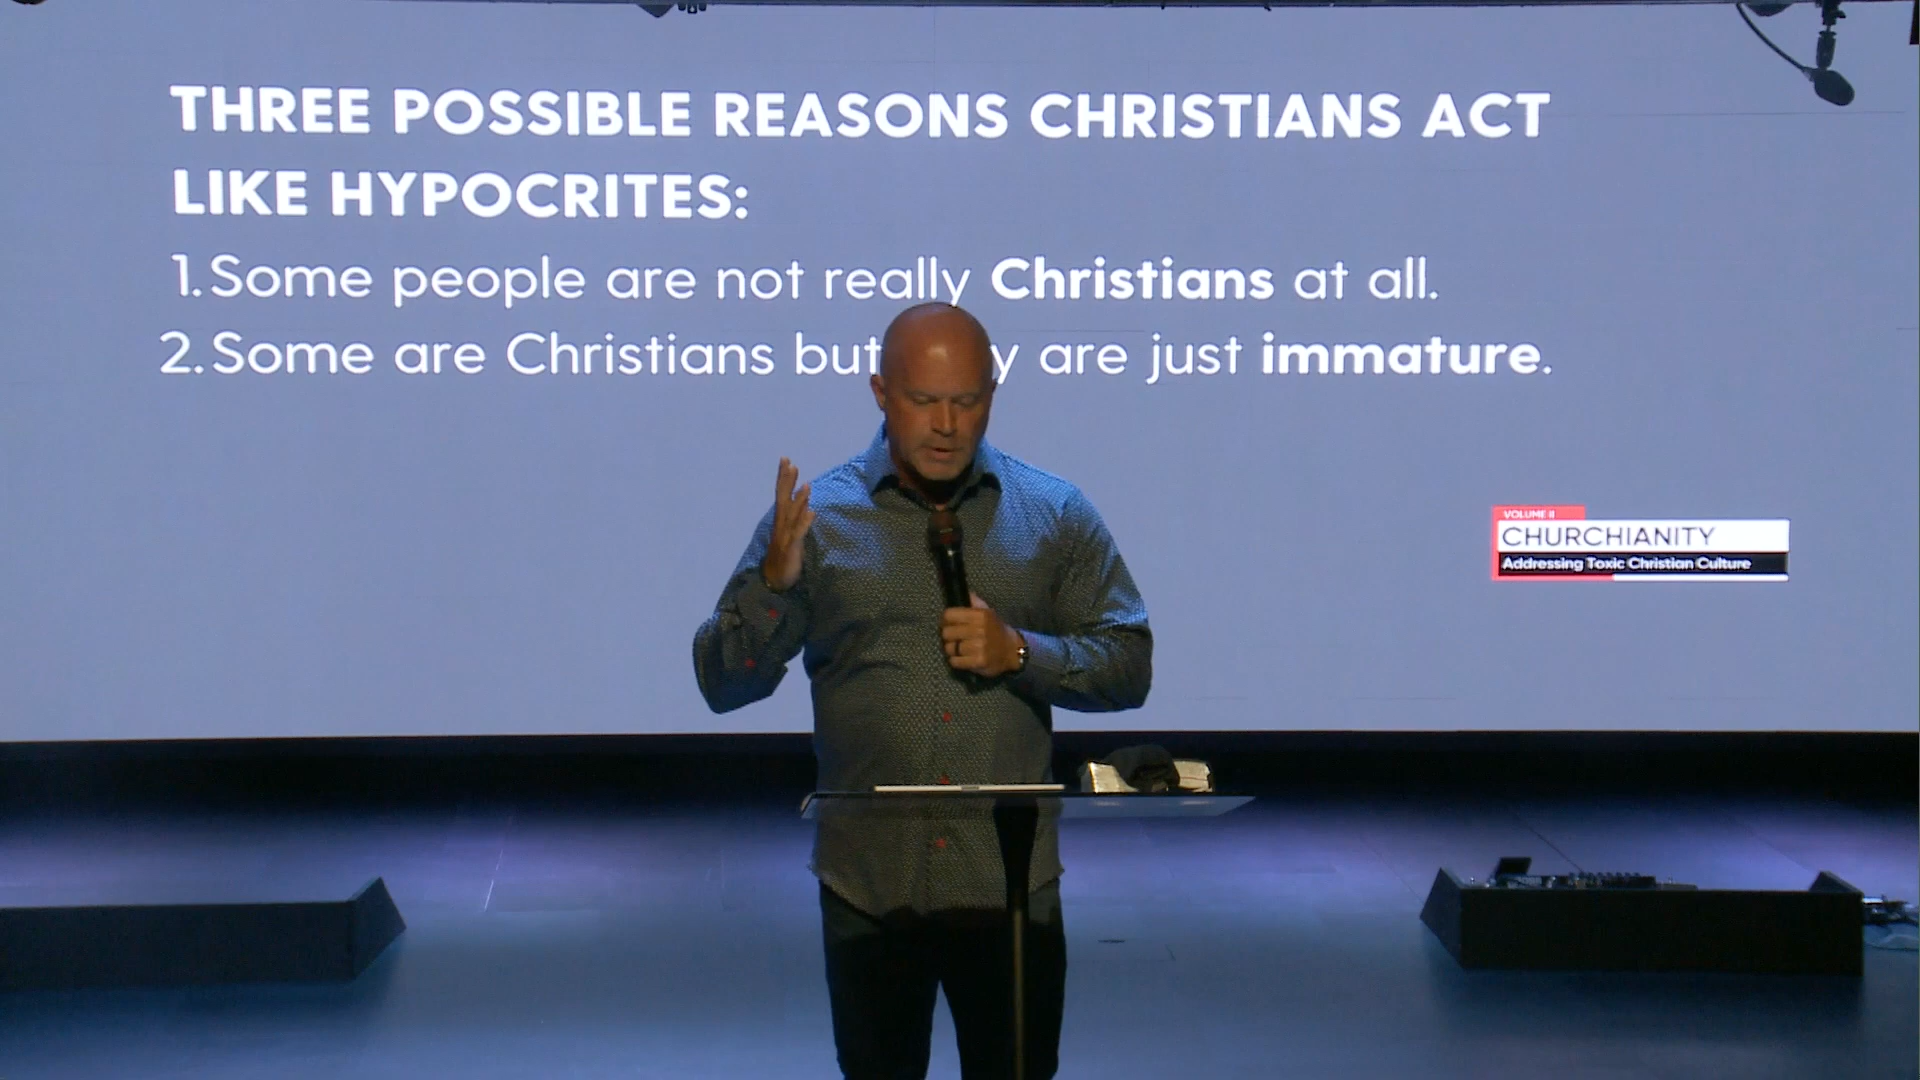 THREE POSSIBLE REASONS CHRISTIANS ACT
LIKE HYPOCRITES:
1. Some people are not really Christians at all.
2. Some are Christians but y are just immature.
VOLUME II
CHURCHIANITY
Addressing Toxic Christian Culture